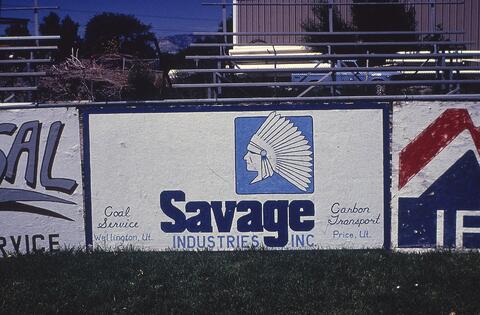 SAL
RVICE
Coal
Service
Wellington, Ut.
Savage
INDUSTRIES INC.
Carbon
Transport
Price, Ut.